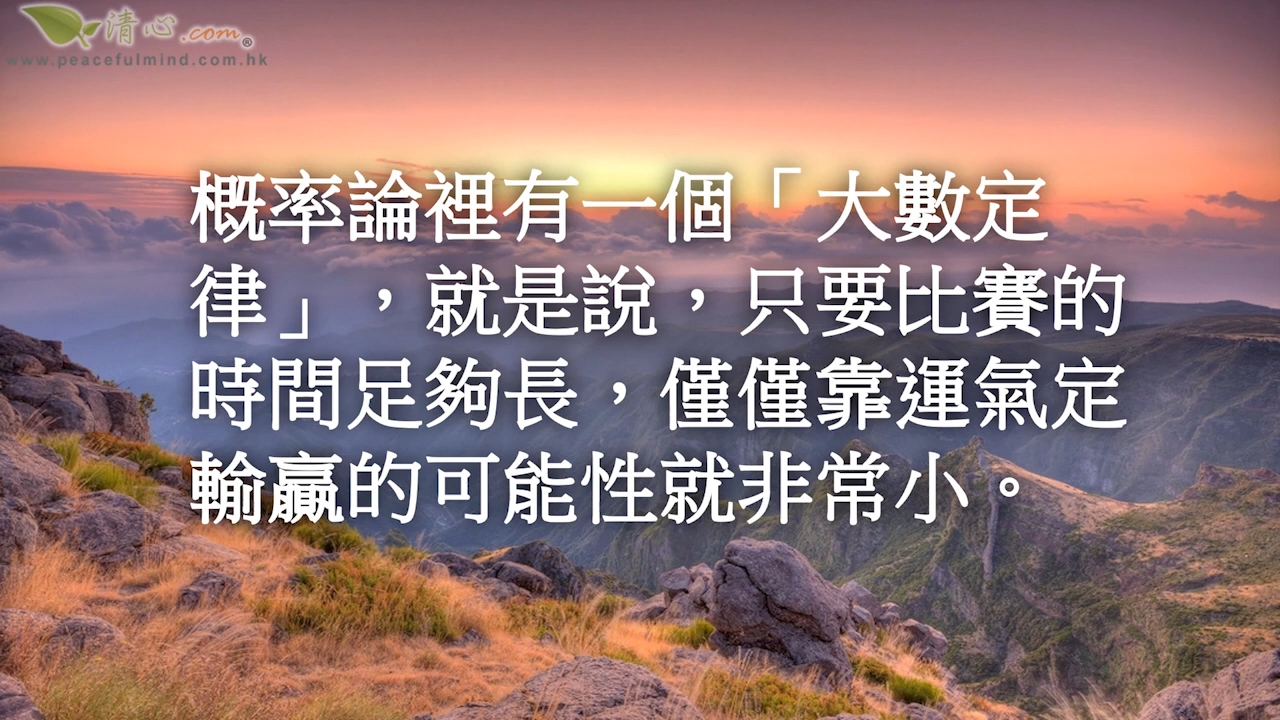 清心.com®
www.peacefulmind.com.hk
概率論裡有一個「大數定
律」，就是說，只要比賽的
時間足夠長，僅僅靠運氣定
輸贏的可能性就非常小。